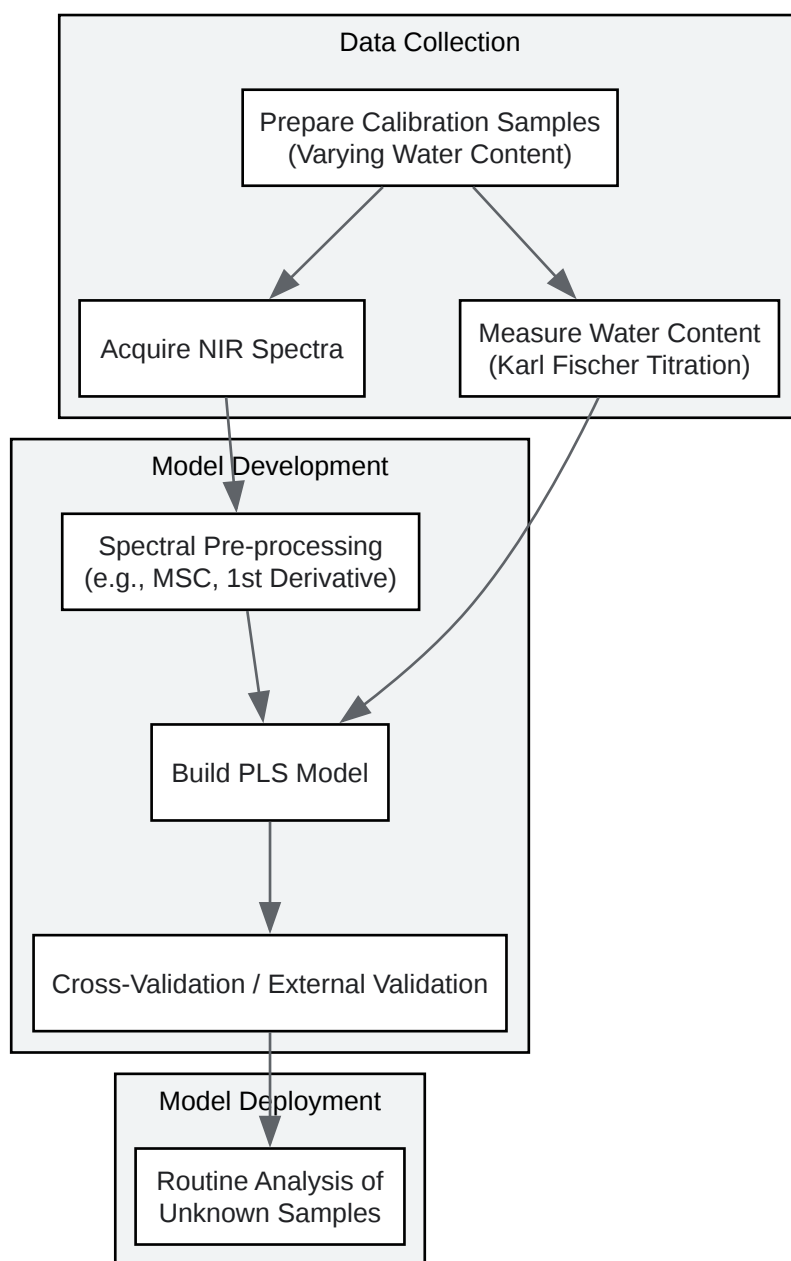 Data Collection
Prepare Calibration Samples
(Varying Water Content)
Acquire NIR Spectra
Measure Water Content
(Karl Fischer Titration)
Model Development
Spectral Pre-processing
(e.g., MSC, 1st Derivative)
Build PLS Model
Cross-Validation / External Validation
Model Deployment
Routine Analysis of
Unknown Samples